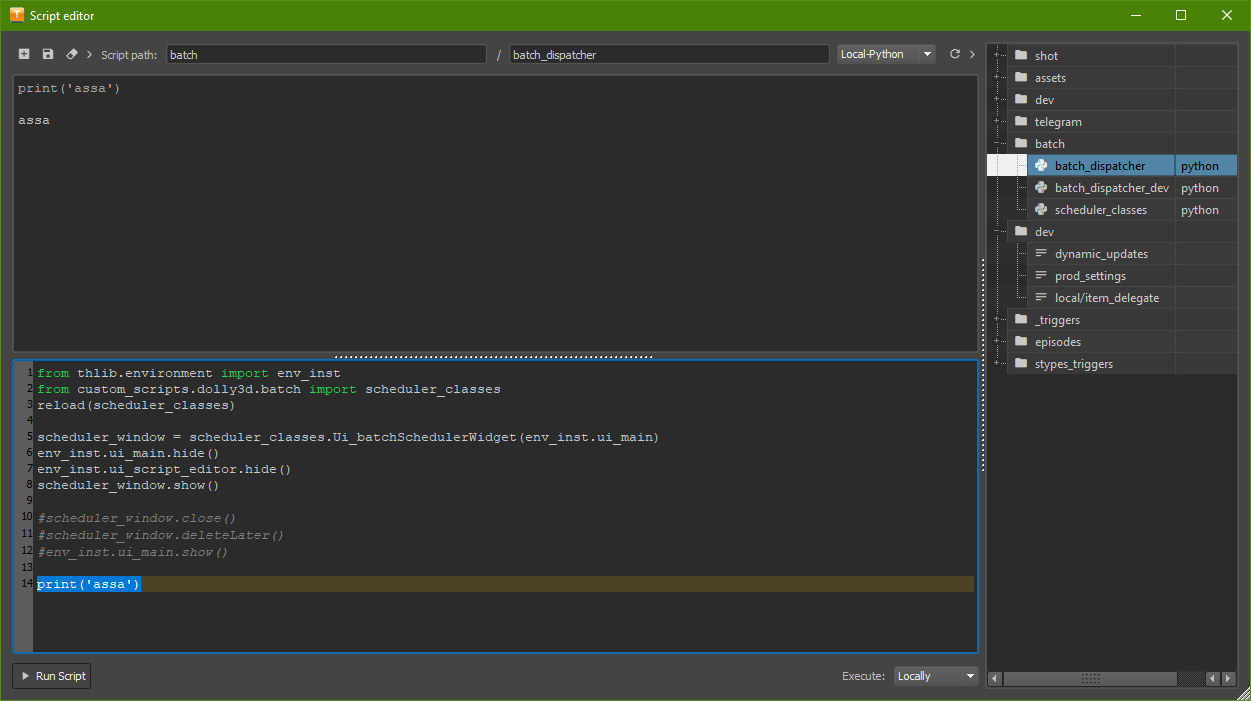 Script editor
Script path: batch / batch_dispatcher Local-Python
print('assa')
assa
1 from thlib.environment import env_inst
2 from custom_scripts.dolly3d.batch import scheduler_classes
3 reload(scheduler_classes)
4
5 scheduler_window = scheduler_classes.Ui_batchSchedulerWidget(env_inst.ui_main)
6 env_inst.ui_main.hide()
7 env_inst.ui_script_editor.hide()
8 scheduler_window.show()
9
10 #scheduler_window.close()
11 #scheduler_window.deleteLater()
12 #env_inst.ui_main.show()
13
14 print('assa')
Run Script
Execute: Locally
shot
assets
dev
telegram
batch
batch_dispatcher python
batch_dispatcher_dev python
scheduler_classes python
dev
dynamic_updates
prod_settings
local/item_delegate
_triggers
episodes
stypes_triggers